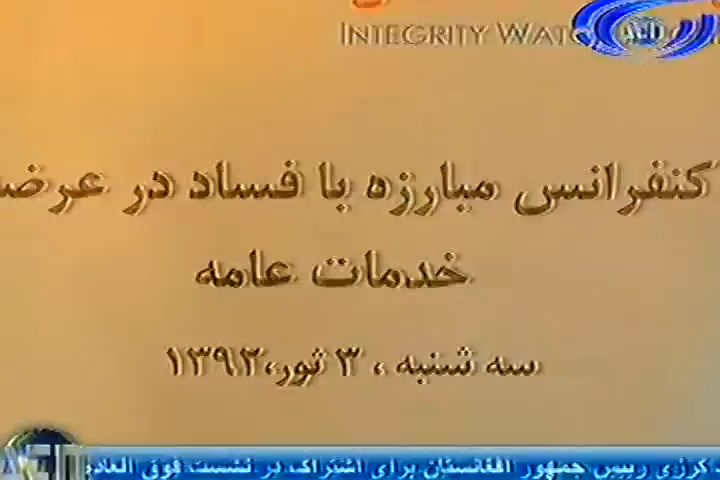 INTEGRITY
کنفرانس مبارزه با فساد در عرضه
خدمات عامه
سه شنبه ، ۳ ثور،۱۳۹۲
کرزی رییس جمهور افغانستان برای اشتراک در نشست فوق العاده